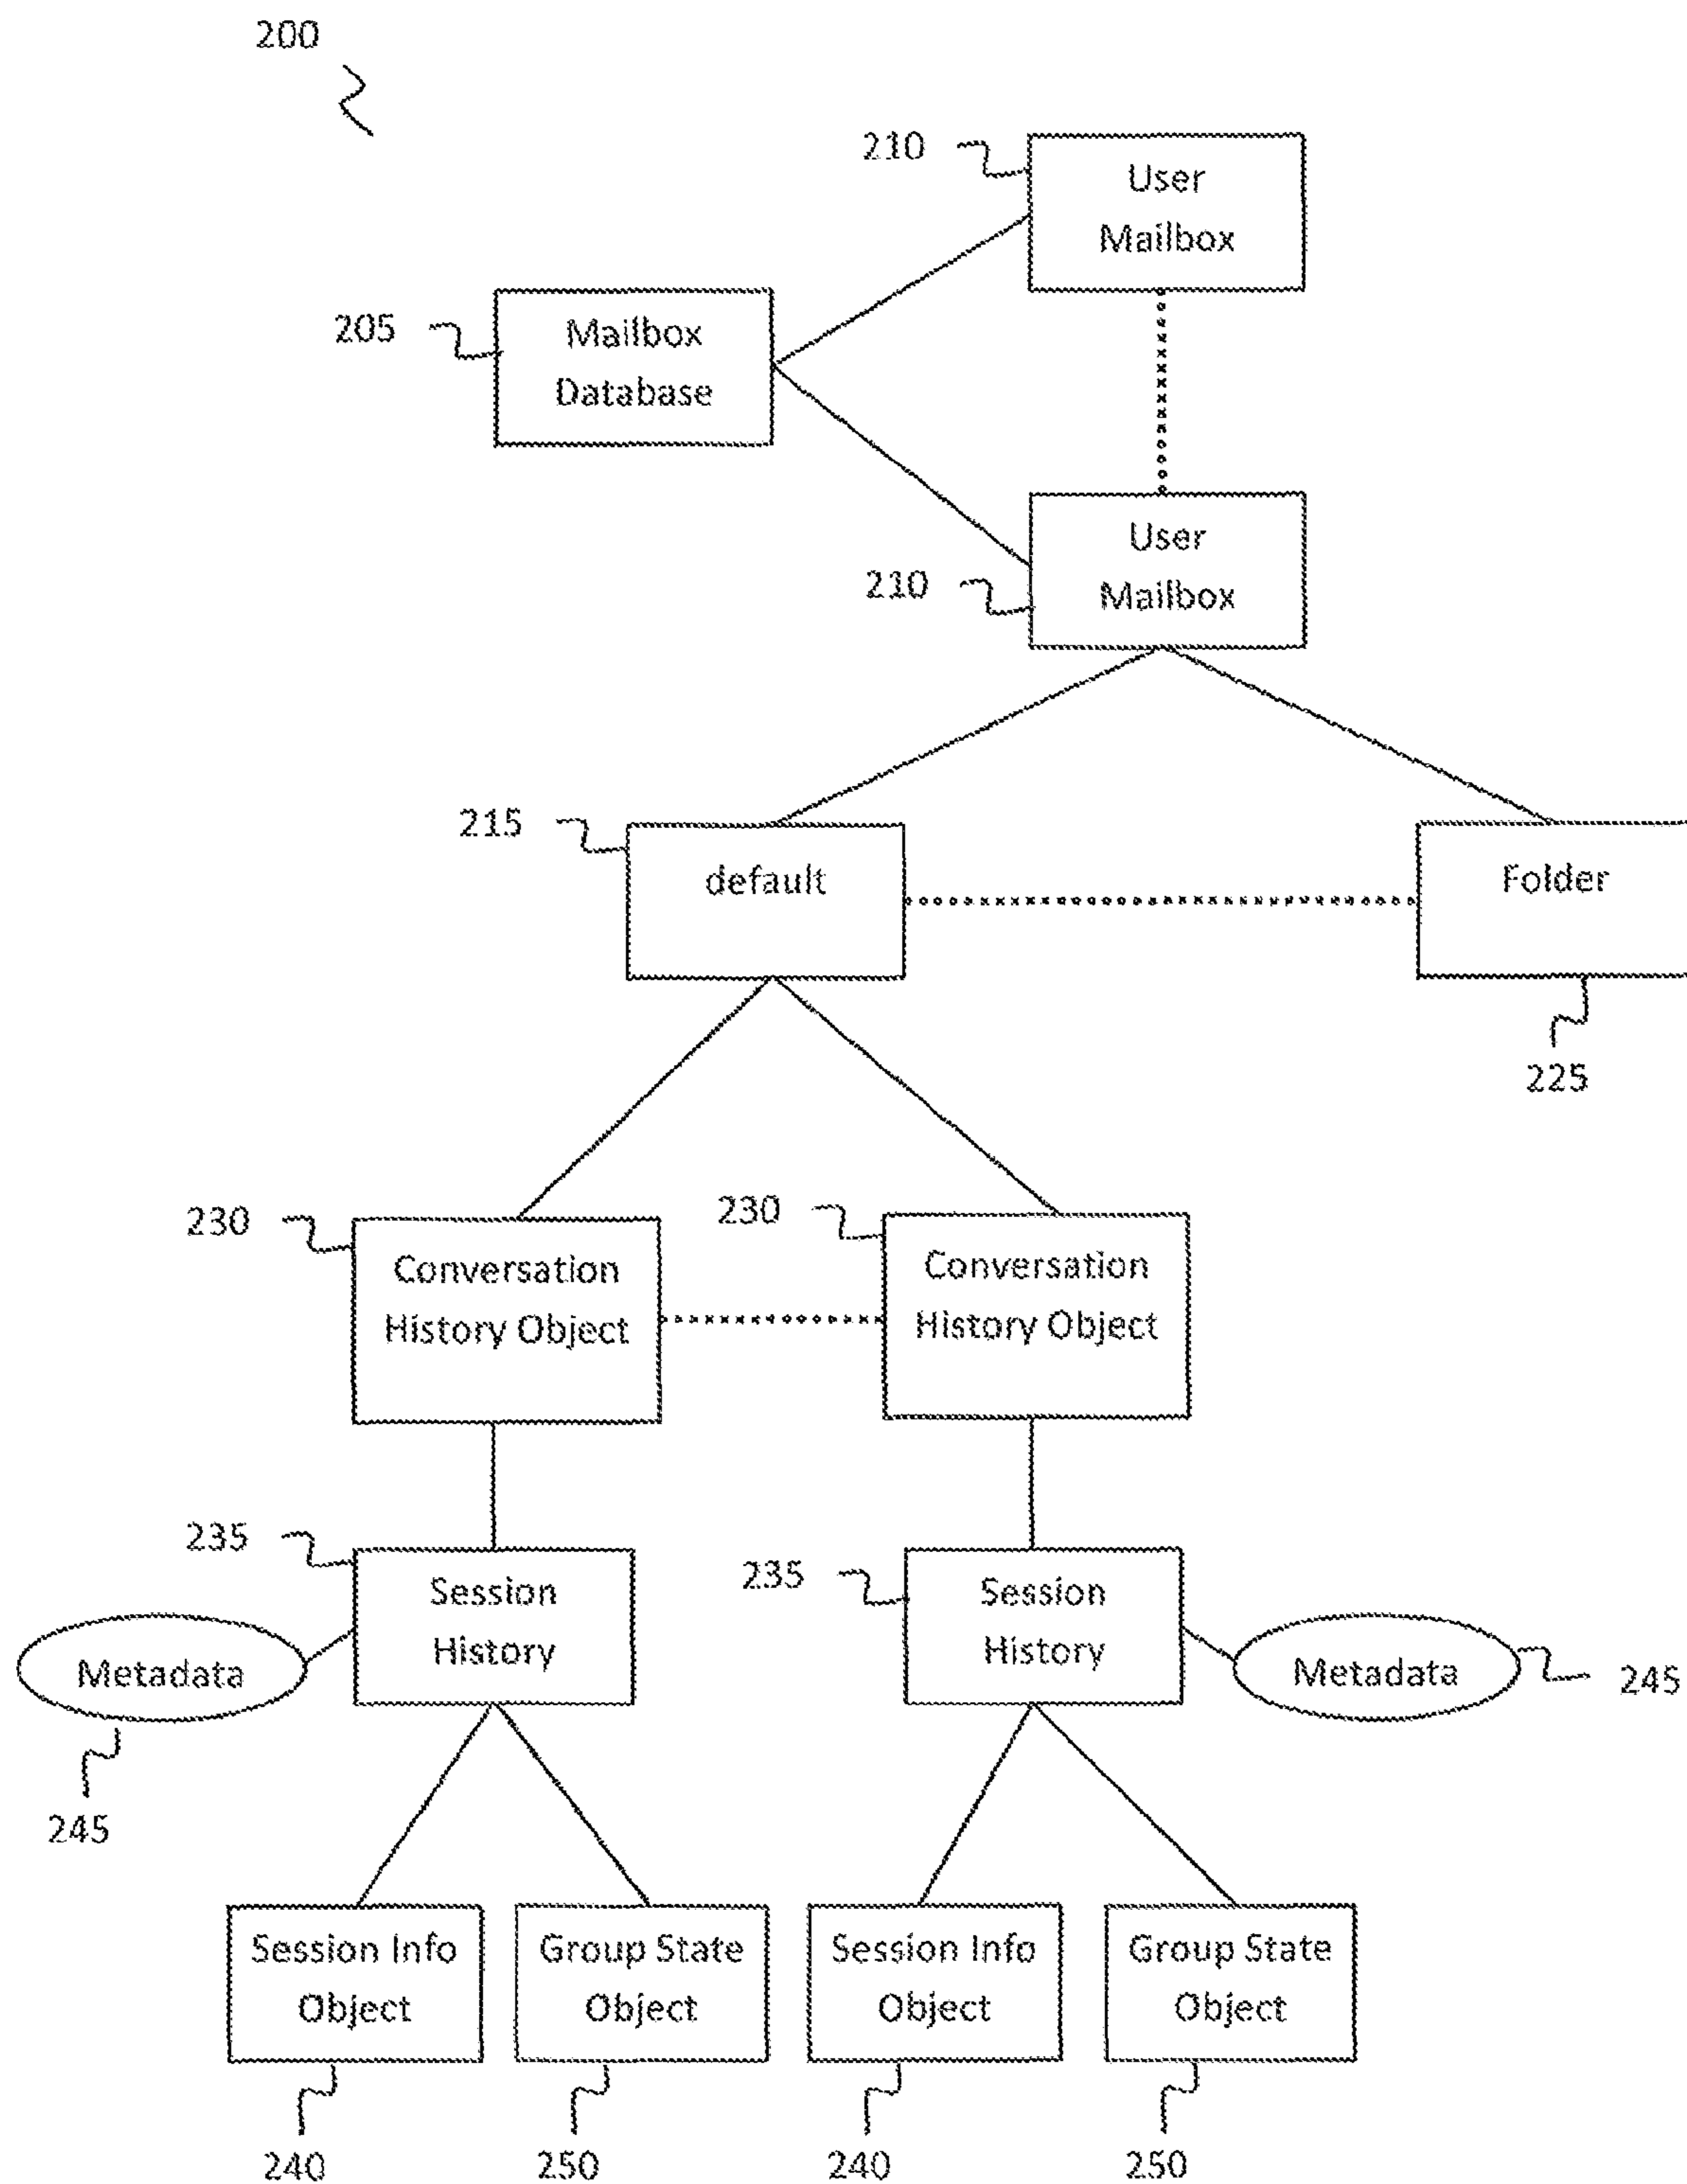 200
210
User
Mailbox
205
Mailbox
Database
User
210
Mailbox
215
default
Folder
225
230
Conversation
History Object
230
Conversation
History Object
235
Session
History
235
Session
History
Metadata
245
Metadata
245
Session Info
Object
Group State
Object
Session Info
Object
Group State
Object
240
250
240
250